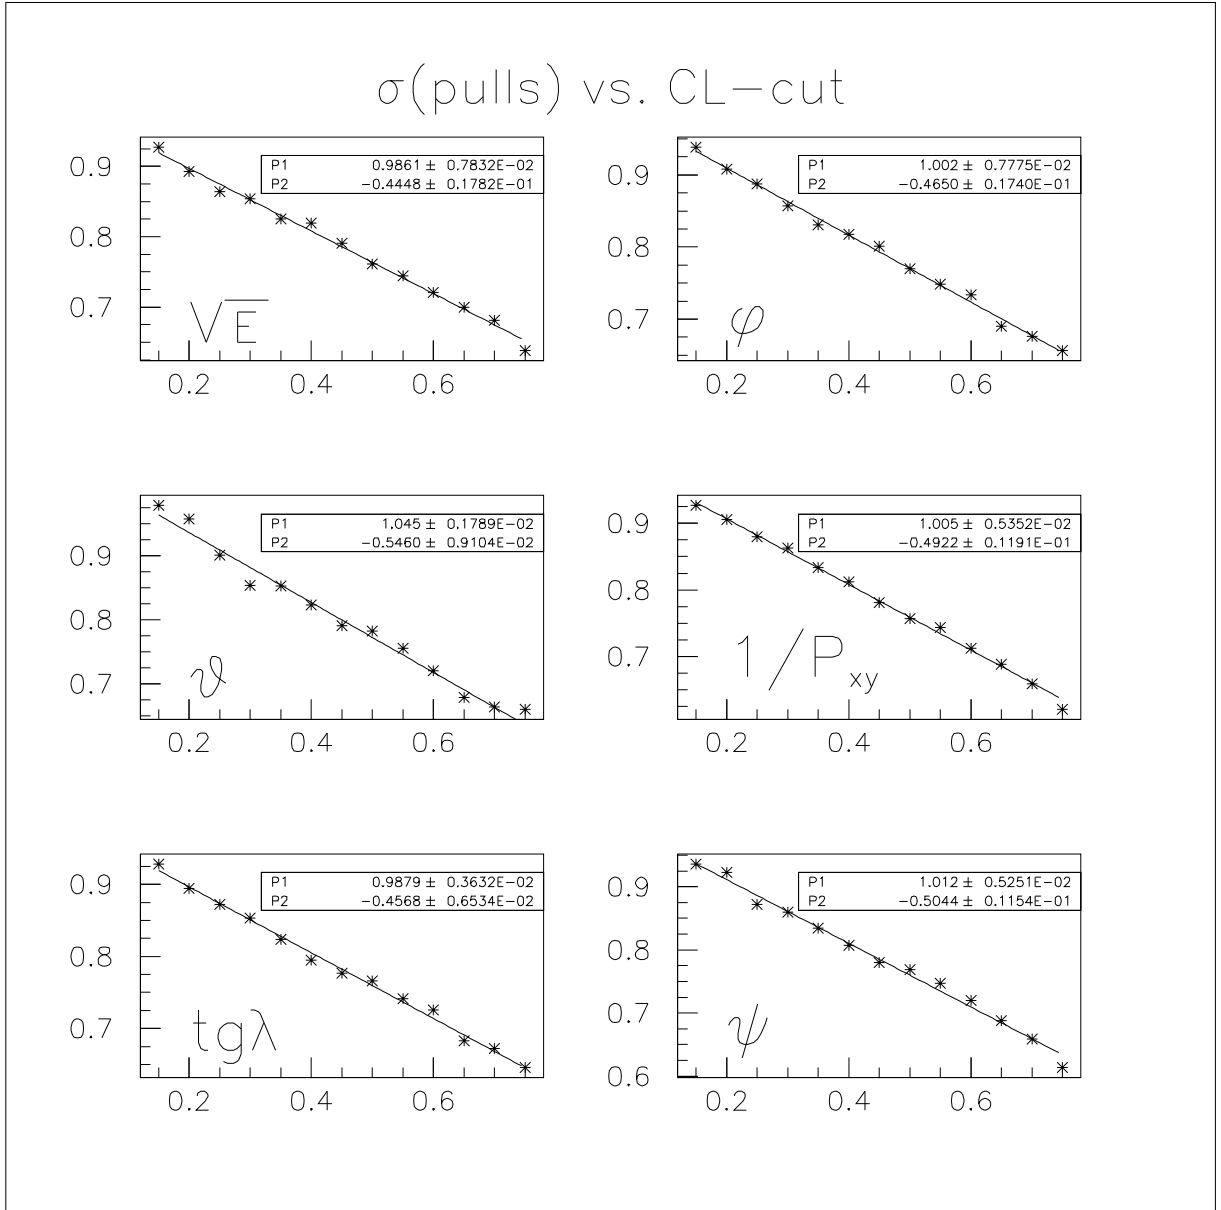 σ(pulls) vs. CL−cut
0.9
0.8
0.7
P1 0.9861 ± 0.7832E−02
P2 −0.4448 ± 0.1782E−01
√E
0.2 0.4 0.6
0.9
0.8
0.7
P1 1.002 ± 0.7775E−02
P2 −0.4650 ± 0.1740E−01
φ
0.2 0.4 0.6
0.9
0.8
0.7
P1 1.045 ± 0.1789E−02
P2 −0.5460 ± 0.9104E−02
ϑ
0.2 0.4 0.6
0.9
0.8
0.7
P1 1.005 ± 0.5352E−02
P2 −0.4922 ± 0.1191E−01
1/P_xy
0.2 0.4 0.6
0.9
0.8
0.7
P1 0.9879 ± 0.3632E−02
P2 −0.4568 ± 0.6534E−02
tgλ
0.2 0.4 0.6
0.9
0.8
0.7
0.6
P1 1.012 ± 0.5251E−02
P2 −0.5044 ± 0.1154E−01
ψ
0.2 0.4 0.6